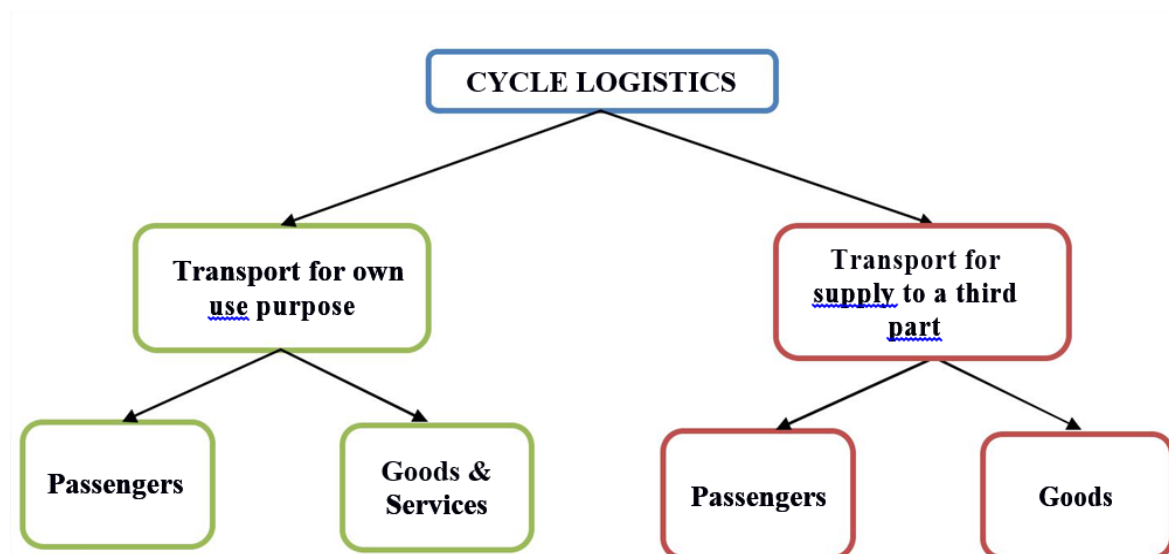 CYCLE LOGISTICS
Transport for own
use purpose
Transport for
supply to a third
part
Passengers
Goods &
Services
Passengers
Goods